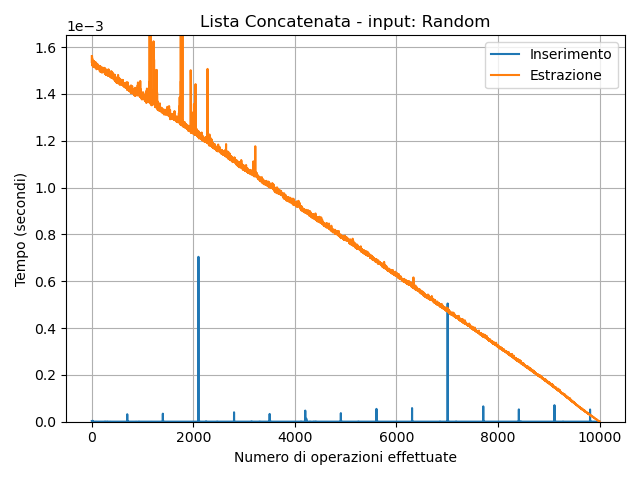 Lista Concatenata - input: Random
1e−3
1.6
1.4
1.2
1.0
0.8
0.6
0.4
0.2
0.0
Tempo (secondi)
Inserimento
Estrazione
0
2000
4000
6000
8000
10000
Numero di operazioni effettuate